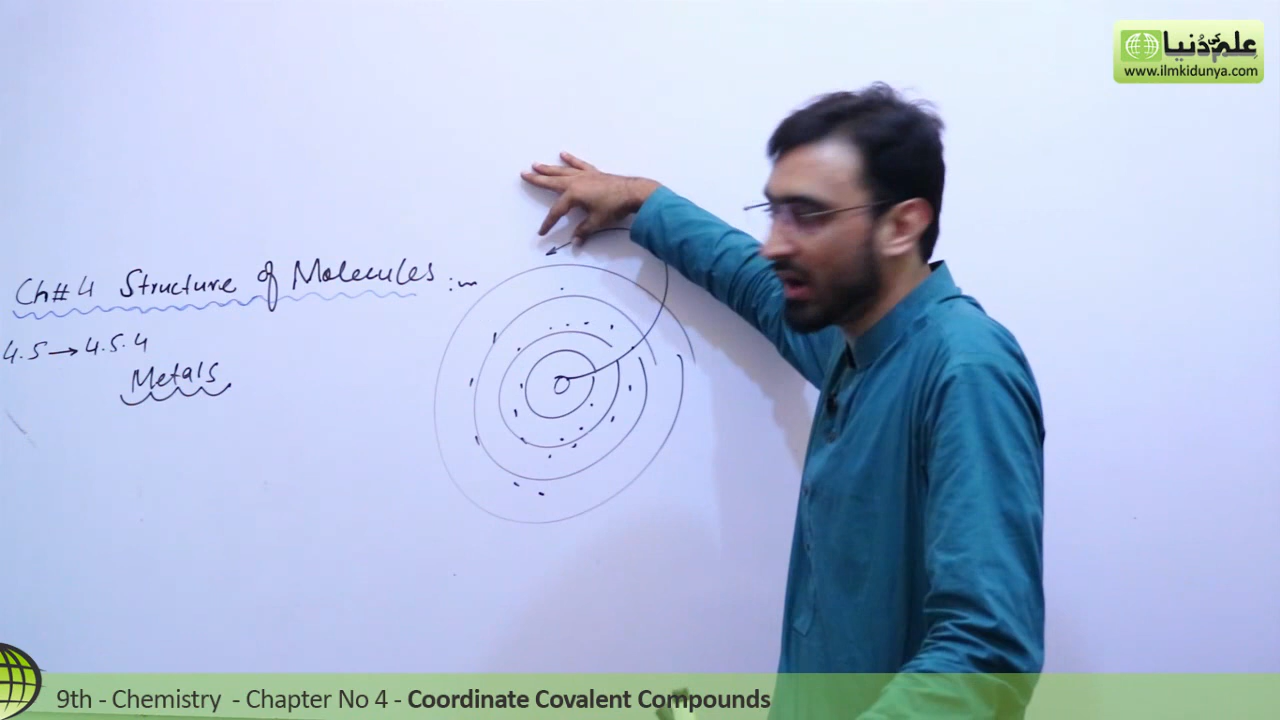 علم کی دُنیا
www.ilmkidunya.com
Ch#4 Structure of Molecules :~
4.5→4.5.4
Metals
9th - Chemistry - Chapter No 4 - Coordinate Covalent Compounds